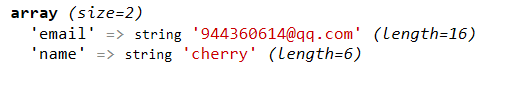 array (size=2)
'email' => string '944360614@qq.com' (length=16)
'name' => string 'cherry' (length=6)